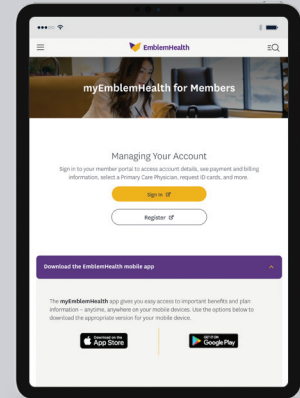 EmblemHealth
myEmblemHealth for Members
Managing Your Account
Sign in to your member portal to access account details, see payment and billing
information, select a Primary Care Physician, request ID cards, and more.
Sign in
Register
Download the EmblemHealth mobile app
The myEmblemHealth app gives you easy access to important benefits and plan
information – anytime, anywhere on your mobile devices. Use the options below to
download the appropriate version for your mobile device.
Download on the
App Store
GET IT ON
Google Play